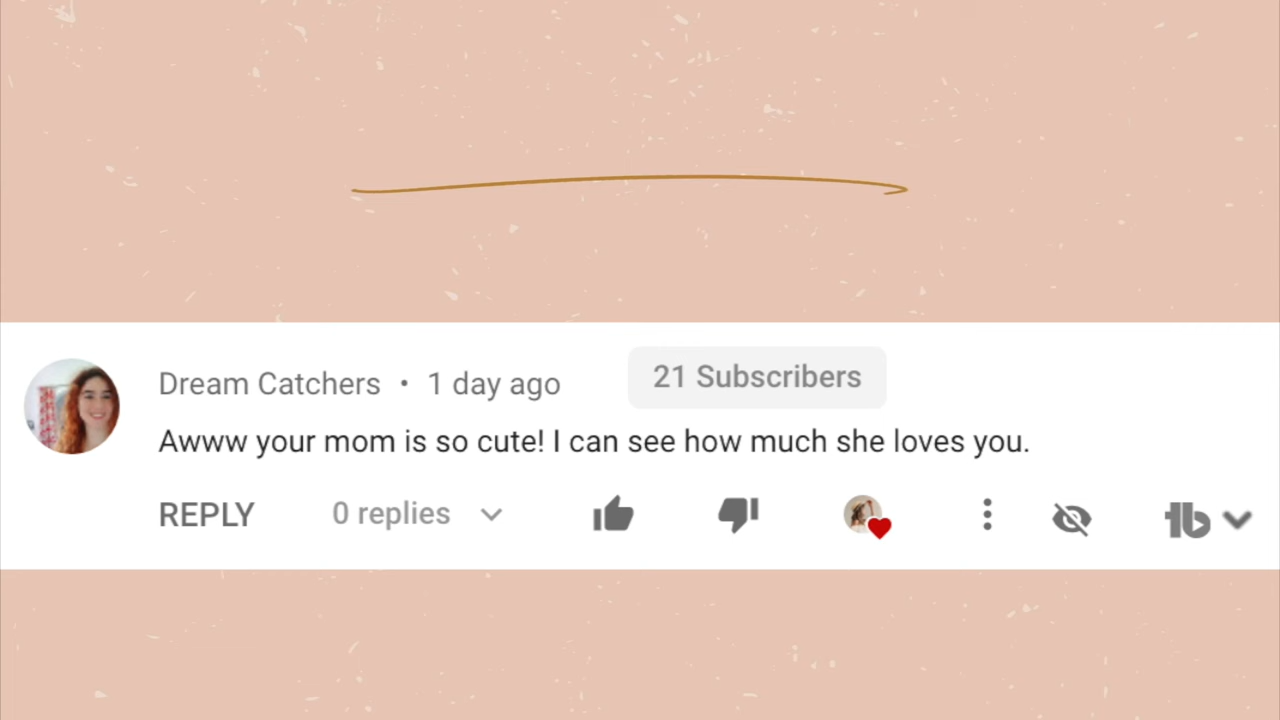 Dream Catchers • 1 day ago 21 Subscribers
Awww your mom is so cute! I can see how much she loves you.
REPLY 0 replies tb